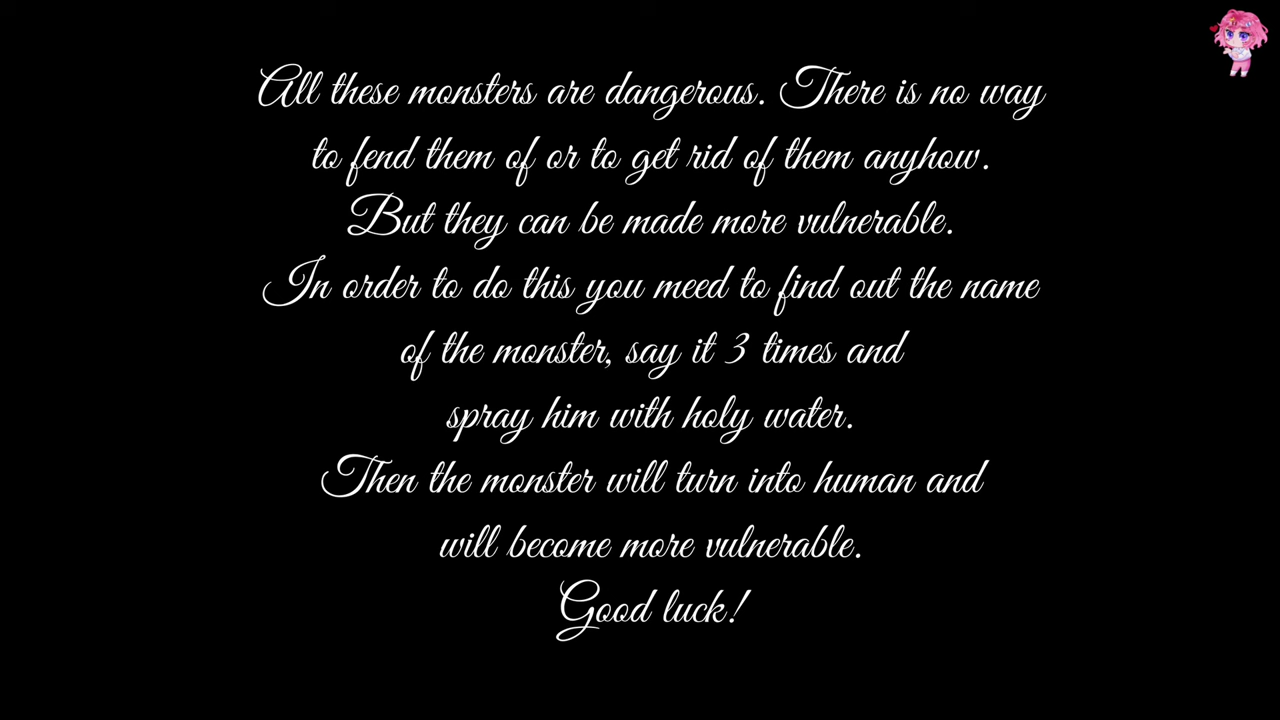 All these monsters are dangerous. There is no way
to fend them of or to get rid of them anyhow.
But they can be made more vulnerable.
In order to do this you meed to find out the name
of the monster, say it 3 times and
spray him with holy water.
Then the monster will turn into human and
will become more vulnerable.
Good luck!